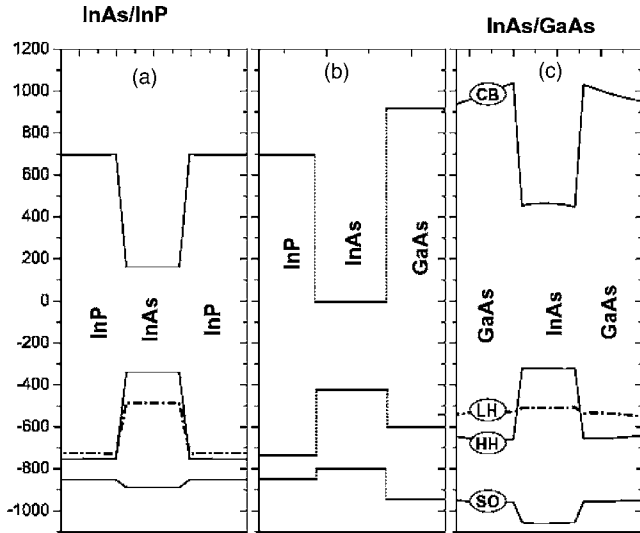 InAs/InP
InAs/GaAs
1200
1000
800
600
400
200
0
-200
-400
-600
-800
-1000
(a)
InP
InAs
InP
(b)
InP
InAs
GaAs
(c)
CB
GaAs
InAs
GaAs
LH
HH
SO